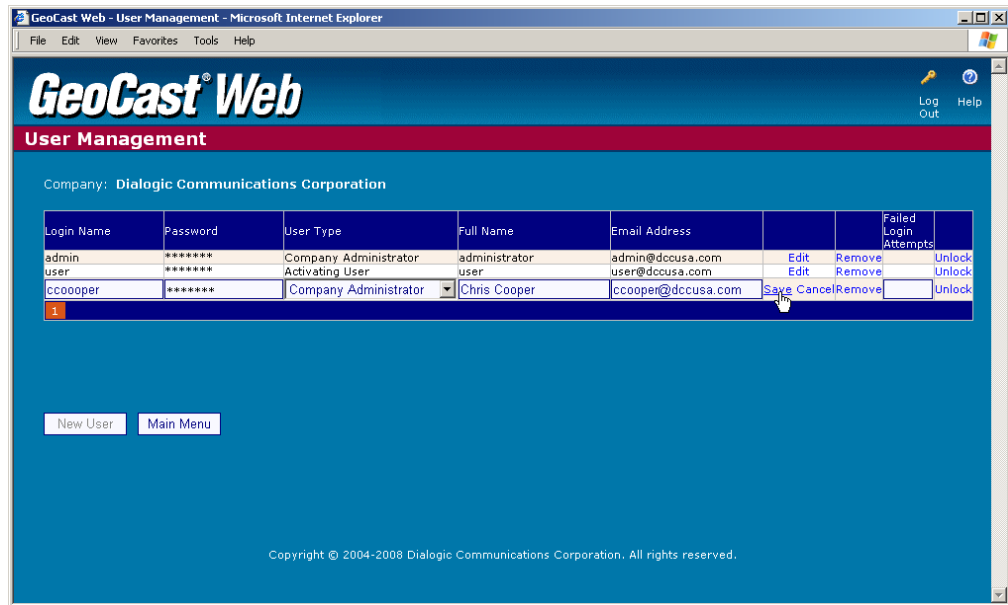 GeoCast Web - User Management - Microsoft Internet Explorer
File Edit View Favorites Tools Help
GeoCast® Web
Log Out
Help
User Management
Company: Dialogic Communications Corporation
Login Name Password User Type Full Name Email Address Failed Login Attempts
admin ******* Company Administrator administrator admin@dccusa.com Edit Remove Unlock
user ******* Activating User user user@dccusa.com Edit Remove Unlock
ccoooper ******* Company Administrator Chris Cooper ccooper@dccusa.com Save Cancel Remove Unlock
1
New User Main Menu
Copyright © 2004-2008 Dialogic Communications Corporation. All rights reserved.